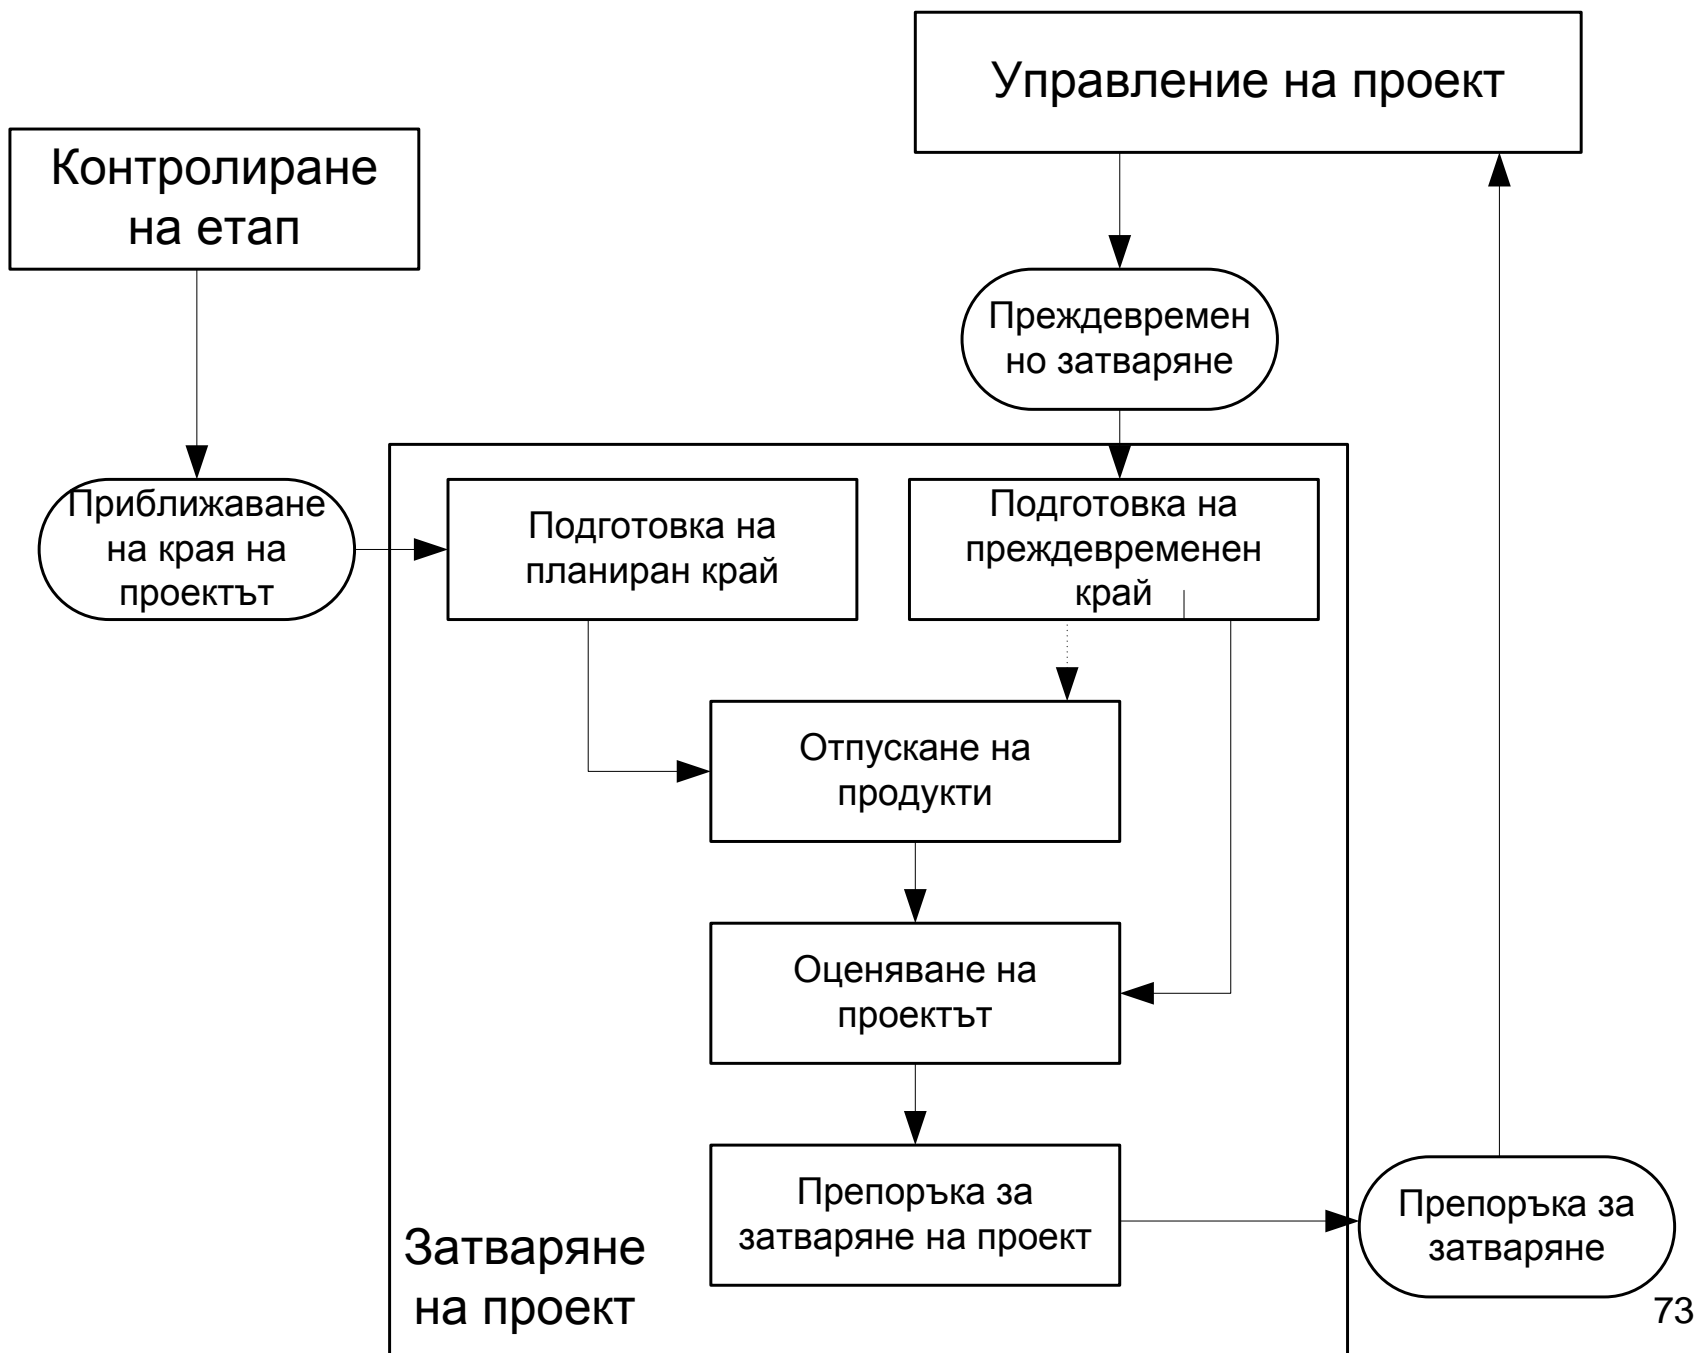 Управление на проект
Контролиране
на етап
Преждевремен
но затваряне
Приближаване
на края на
проектът
Подготовка на
планиран край
Подготовка на
преждевременен
край
Отпускане на
продукти
Оценяване на
проектът
Препоръка за
затваряне на проект
Препоръка за
затваряне
Затваряне
на проект
73